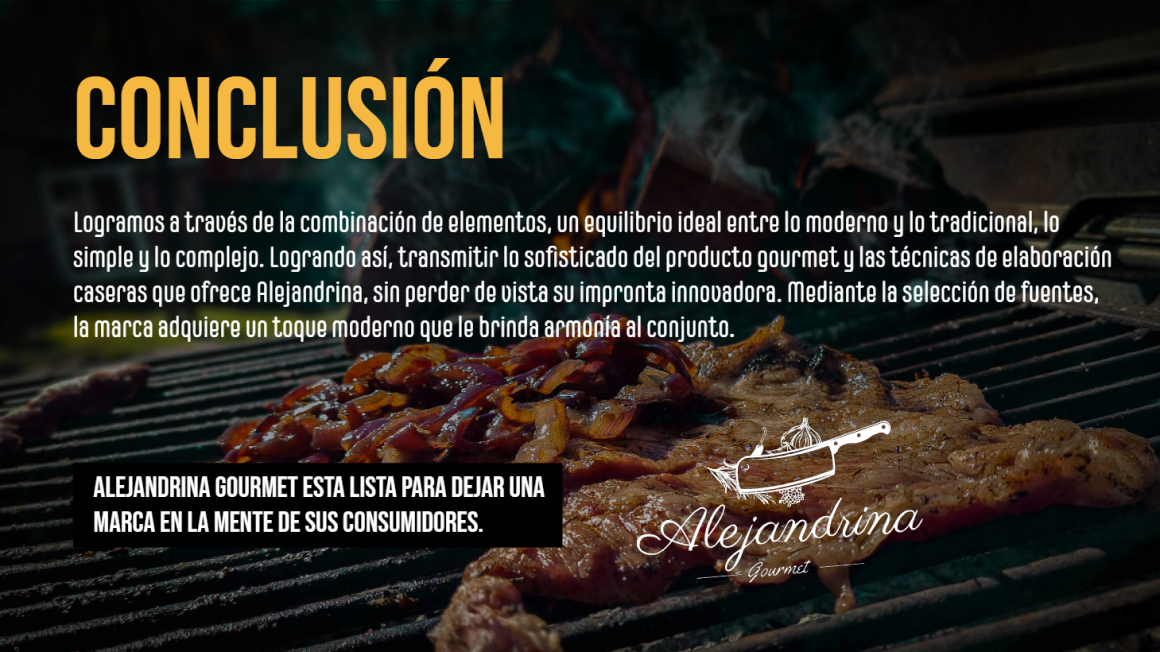 CONCLUSIÓN
Logramos a través de la combinación de elementos, un equilibrio ideal entre lo moderno y lo tradicional, lo
simple y lo complejo. Logrando así, transmitir lo sofisticado del producto gourmet y las técnicas de elaboración
caseras que ofrece Alejandrina, sin perder de vista su impronta innovadora. Mediante la selección de fuentes,
la marca adquiere un toque moderno que le brinda armonía al conjunto.
ALEJANDRINA GOURMET ESTA LISTA PARA DEJAR UNA
MARCA EN LA MENTE DE SUS CONSUMIDORES.
Alejandrina
Gourmet